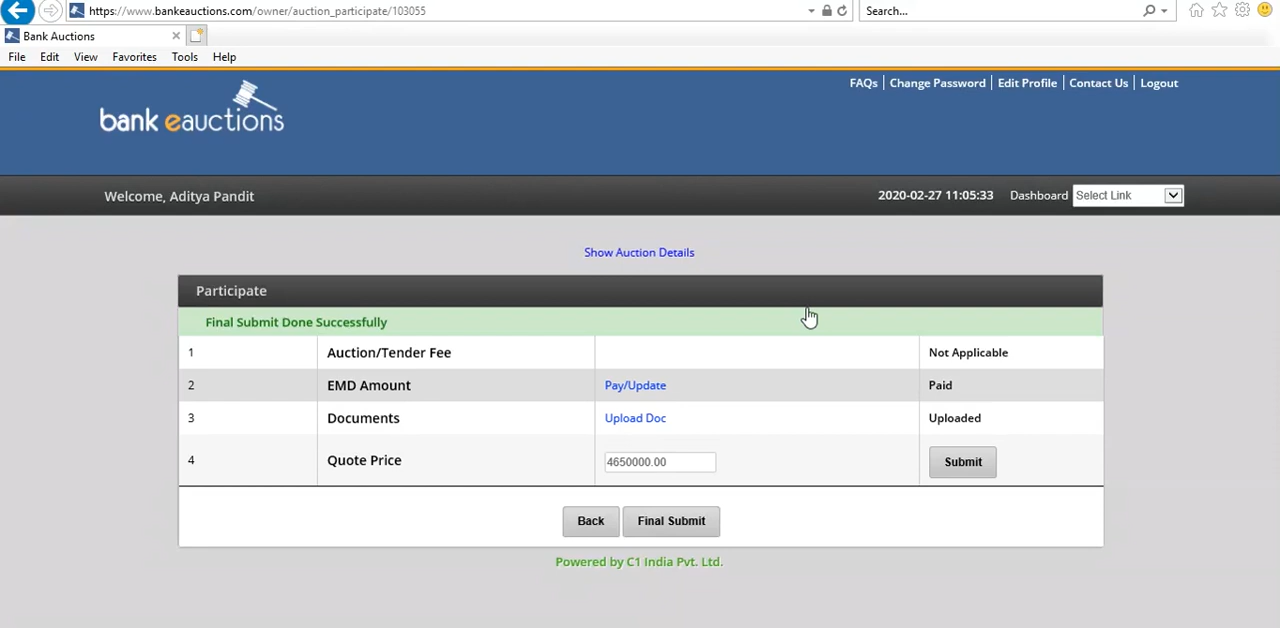 https://www.bankeauctions.com/owner/auction_participate/103055
Search...
Bank Auctions
File Edit View Favorites Tools Help
FAQs Change Password Edit Profile Contact Us Logout
bank eauctions
Welcome, Aditya Pandit
2020-02-27 11:05:33 Dashboard Select Link
Show Auction Details
Participate
Final Submit Done Successfully
1 Auction/Tender Fee Not Applicable
2 EMD Amount Pay/Update Paid
3 Documents Upload Doc Uploaded
4 Quote Price 4650000.00 Submit
Back Final Submit
Powered by C1 India Pvt. Ltd.